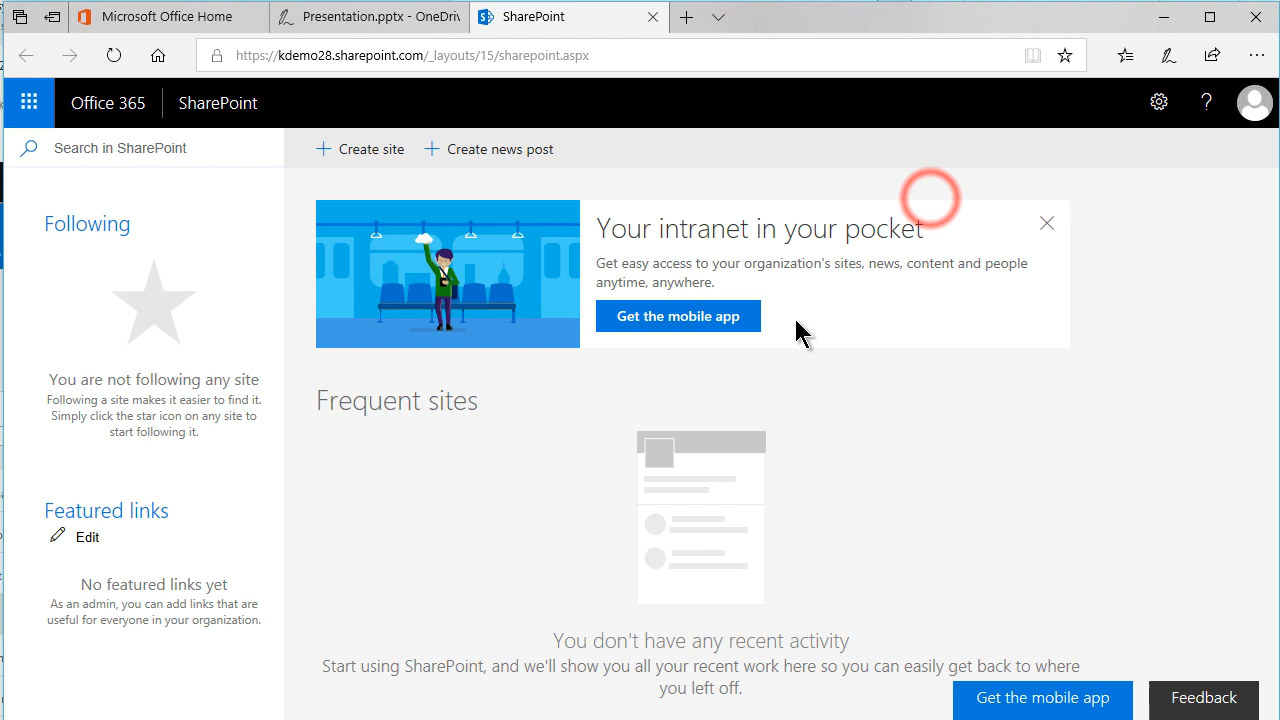 Microsoft Office Home
Presentation.pptx - OneDriv
SharePoint
https://kdemo28.sharepoint.com/_layouts/15/sharepoint.aspx
Office 365
SharePoint
Search in SharePoint
Create site
Create news post
Following
You are not following any site
Following a site makes it easier to find it.
Simply click the star icon on any site to
start following it.
Featured links
Edit
No featured links yet
As an admin, you can add links that are
useful for everyone in your organization.
Your intranet in your pocket
Get easy access to your organization's sites, news, content and people
anytime, anywhere.
Get the mobile app
Frequent sites
You don't have any recent activity
Start using SharePoint, and we'll show you all your recent work here so you can easily get back to where
you left off.
Get the mobile app
Feedback